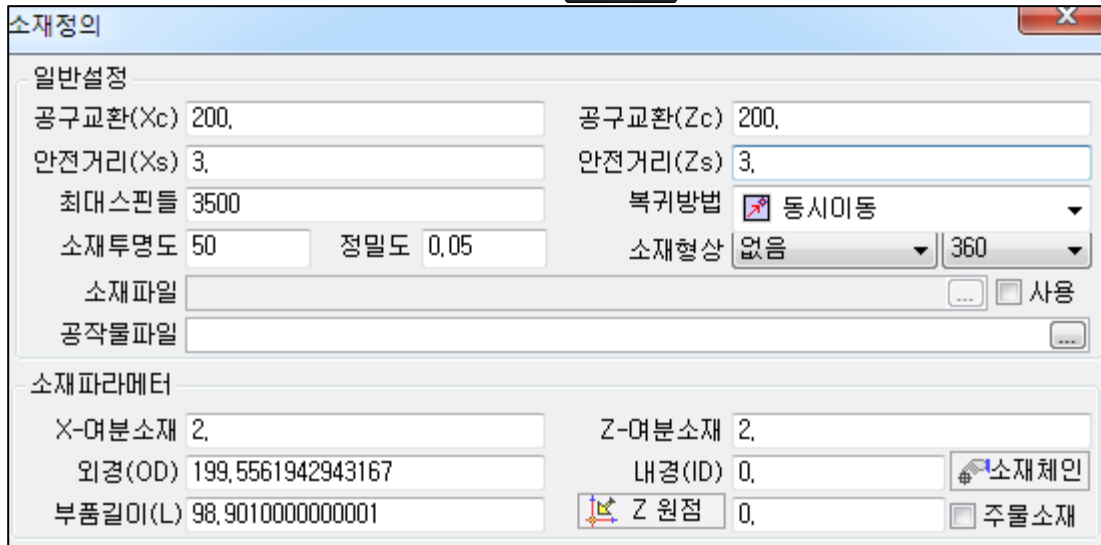 소재정의
일반설정
공구교환(Xc) 200, 공구교환(Zc) 200,
안전거리(Xs) 3, 안전거리(Zs) 3,
최대스핀들 3500 복귀방법 동시이동
소재투명도 50 정밀도 0,05 소재형상 없음 360
소재파일 ... 사용
공작물파일 ...
소재파라메터
X-여분소재 2, Z-여분소재 2,
외경(OD) 199,5561942943167 내경(ID) 0, 소재체인
부품길이(L) 98,9010000000001 Z 원점 0, 주물소재